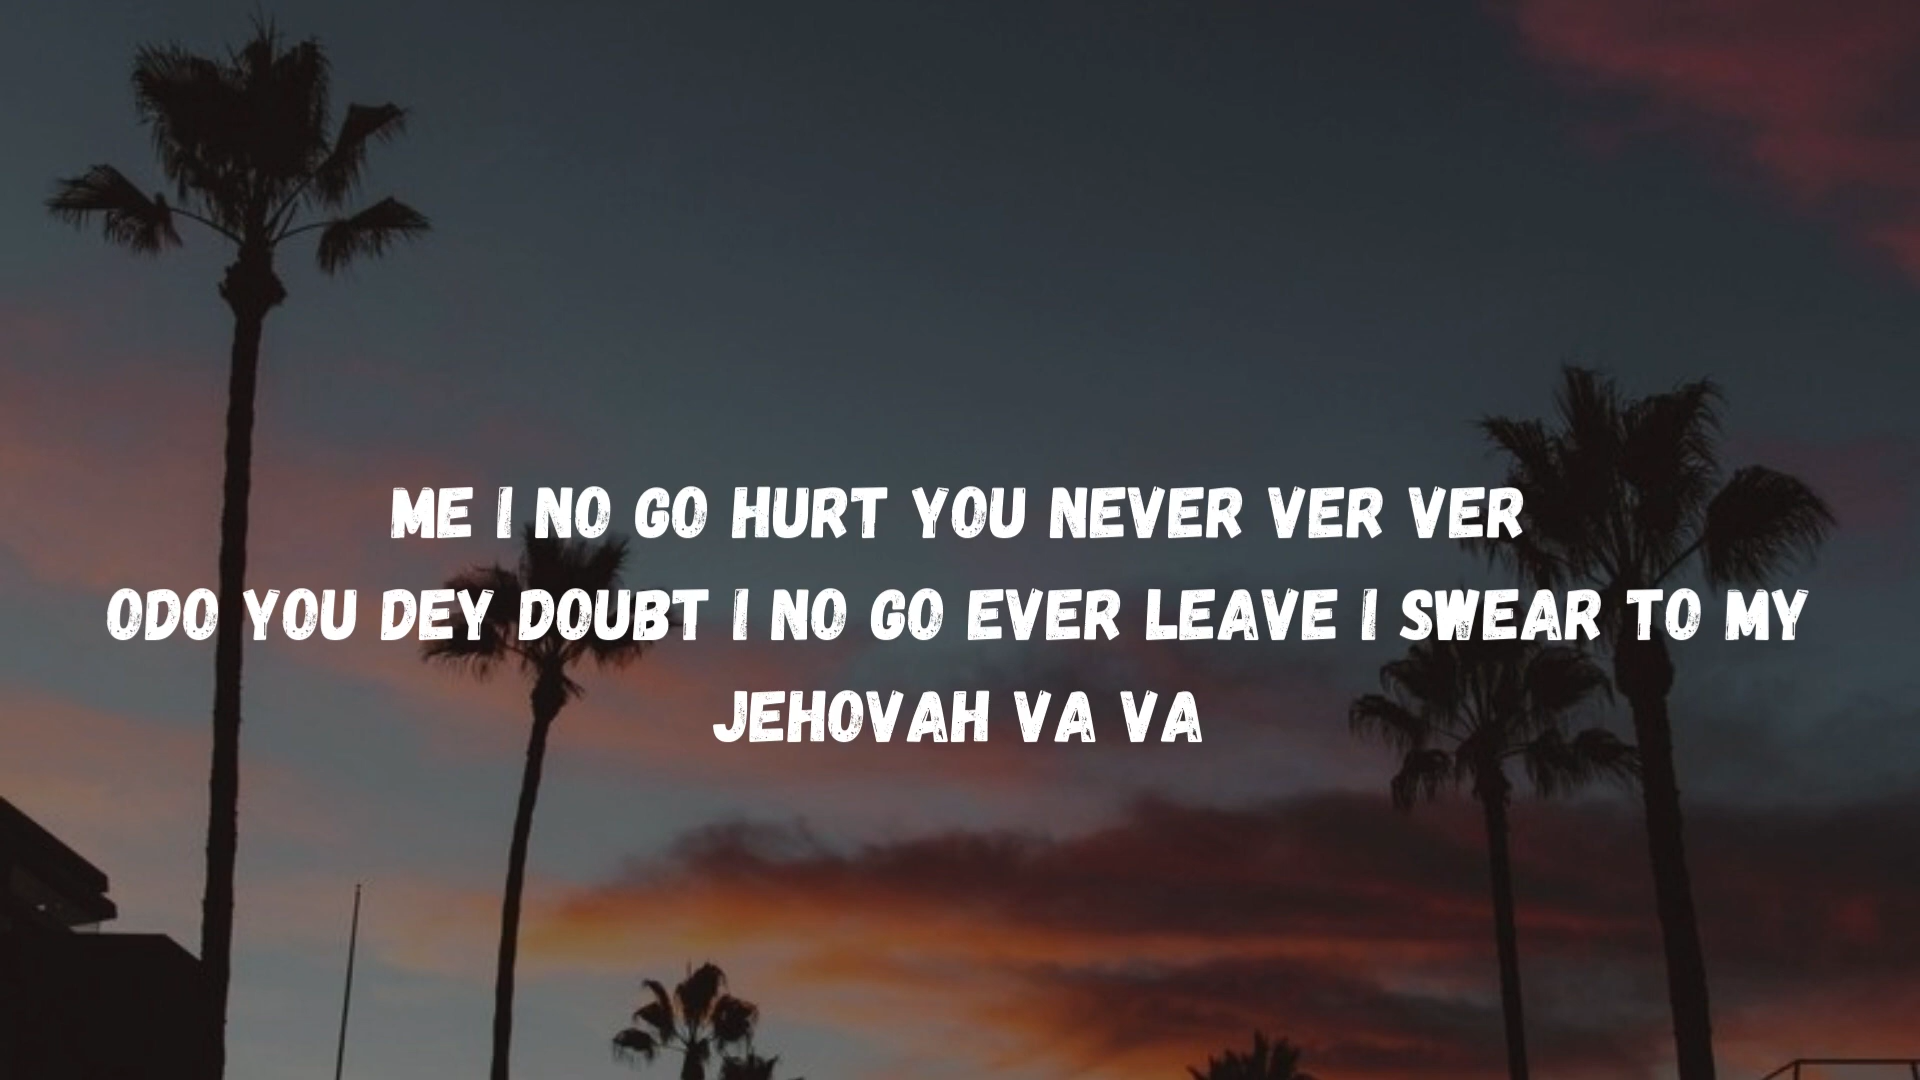 ME I NO GO HURT YOU NEVER VER VER
ODO YOU DEY DOUBT I NO GO EVER LEAVE I SWEAR TO MY
JEHOVAH VA VA